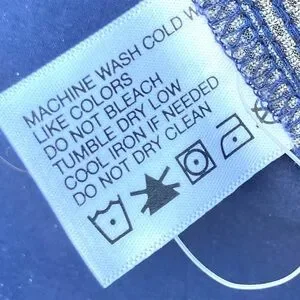 MACHINE WASH COLD W
LIKE COLORS
DO NOT BLEACH
TUMBLE DRY LOW
COOL IRON IF NEEDED
DO NOT DRY CLEAN